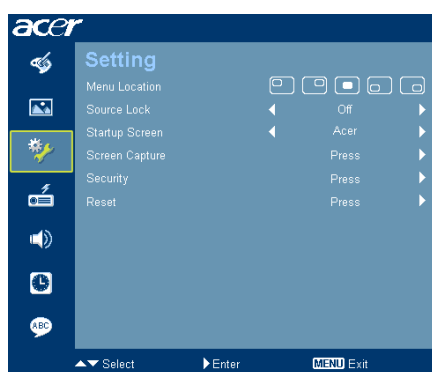 acer
Setting
Menu Location
Source Lock Off
Startup Screen Acer
Screen Capture Press
Security Press
Reset Press
ABC
Select Enter MENU Exit